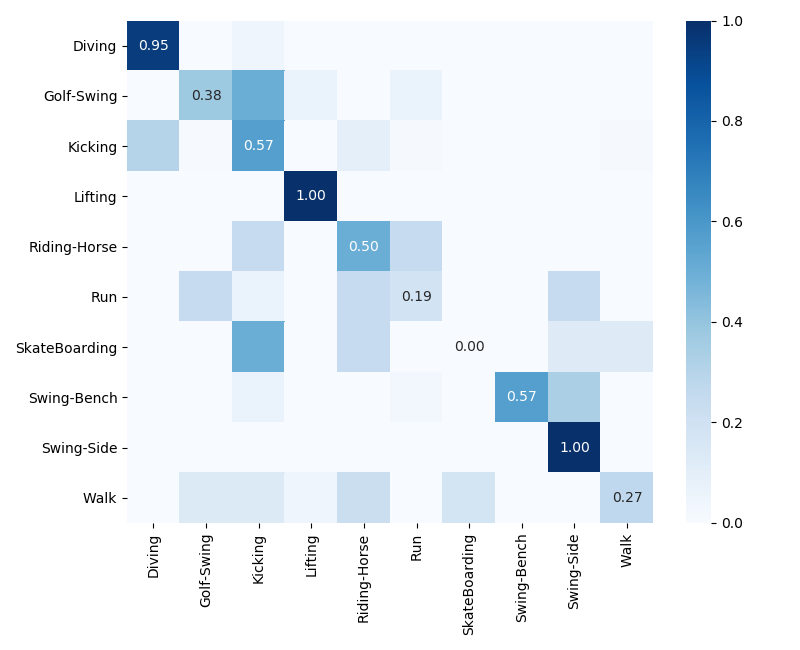 Diving 0.95
Golf-Swing 0.38
Kicking 0.57
Lifting 1.00
Riding-Horse 0.50
Run 0.19
SkateBoarding 0.00
Swing-Bench 0.57
Swing-Side 1.00
Walk 0.27
Diving
Golf-Swing
Kicking
Lifting
Riding-Horse
Run
SkateBoarding
Swing-Bench
Swing-Side
Walk
1.0
0.8
0.6
0.4
0.2
0.0